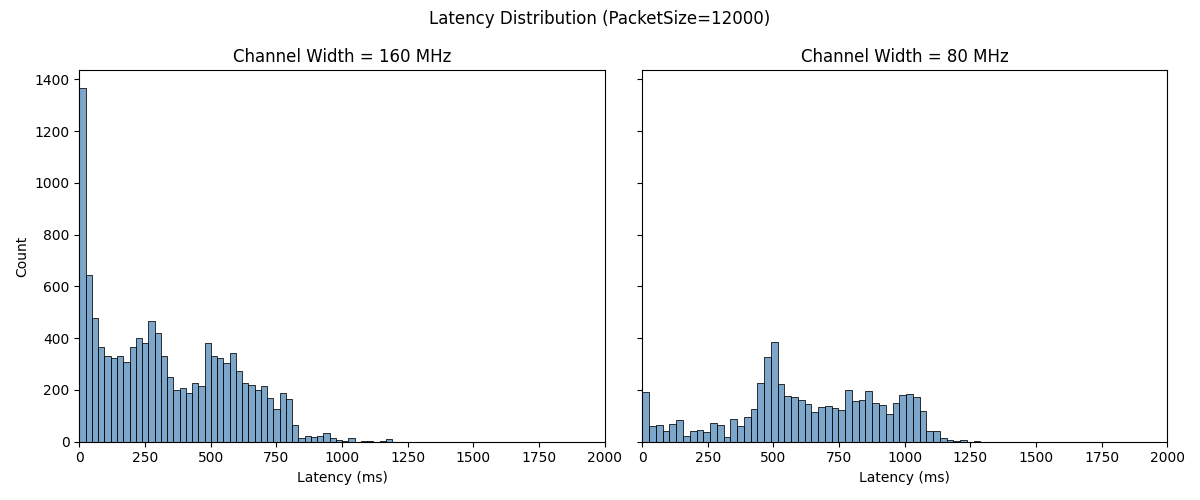 Latency Distribution (PacketSize=12000)
Channel Width = 160 MHz
Channel Width = 80 MHz
Count
1400
1200
1000
800
600
400
200
0
0 250 500 750 1000 1250 1500 1750 2000
0 250 500 750 1000 1250 1500 1750 2000
Latency (ms)
Latency (ms)